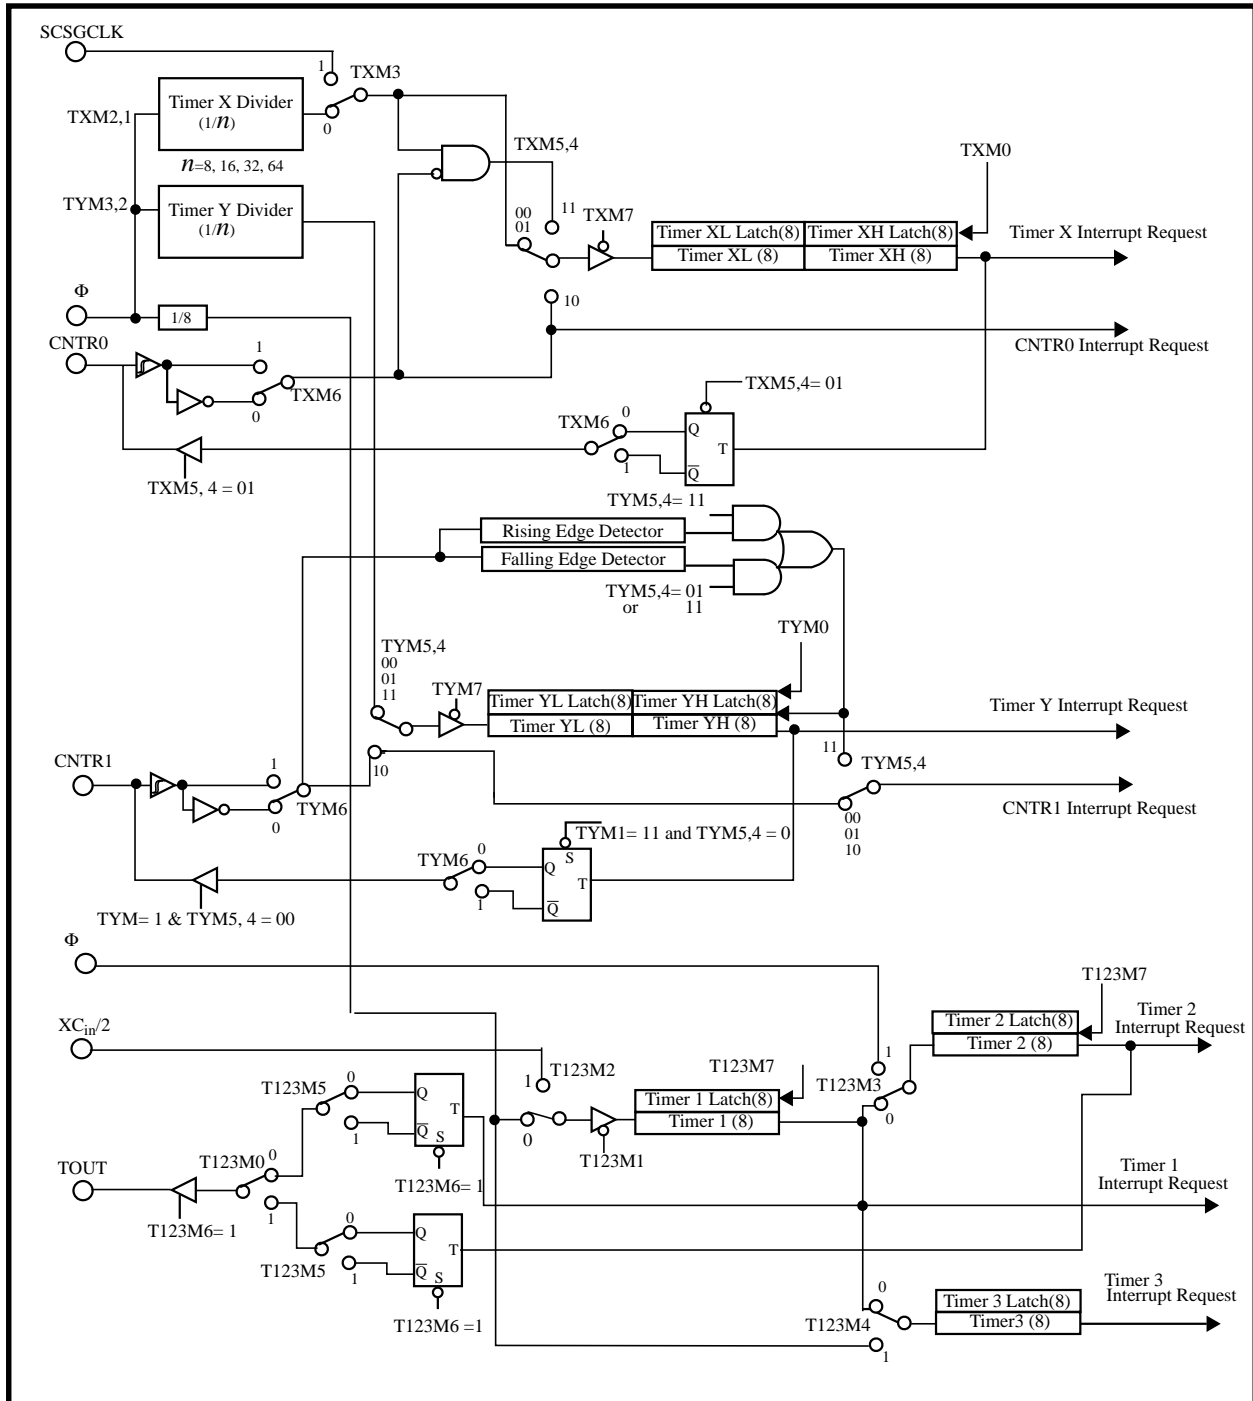 SCSGCLK
1
TXM3
Timer X Divider
(1/n)
TXM2,1
0
n=8, 16, 32, 64
TXM5,4
TXM0
TYM3,2
Timer Y Divider
(1/n)
00
01
11
TXM7
Timer XL Latch(8)
Timer XH Latch(8)
Timer X Interrupt Request
Timer XL (8)
Timer XH (8)
Φ
1/8
10
CNTR0
CNTR0 Interrupt Request
1
TXM6
0
TXM5,4= 01
TXM6
0
Q
T
1
Q
TXM5, 4 = 01
TYM5,4= 11
Rising Edge Detector
Falling Edge Detector
TYM5,4= 01
or 11
TYM0
TYM5,4
00
01
11
TYM7
Timer YL Latch(8)
Timer YH Latch(8)
Timer Y Interrupt Request
Timer YL (8)
Timer YH (8)
11
TYM5,4
CNTR1
1
10
TYM6
0
CNTR1 Interrupt Request
00
01
10
TYM1= 11 and TYM5,4 = 0
TYM6
0
S
Q
T
1
Q
TYM= 1 & TYM5, 4 = 00
Φ
T123M7
Timer 2
Interrupt Request
Timer 2 Latch(8)
Timer 2 (8)
XCin/2
1
T123M2
T123M7
1
T123M3
0
T123M5
0
Q
T
1
Q
S
Timer 1 Latch(8)
Timer 1 (8)
0
T123M1
TOUT
T123M0
0
T123M6= 1
Timer 1
Interrupt Request
T123M6= 1
1
0
Q
T
T123M5
1
Q
S
T123M6 =1
Timer 3
Interrupt Request
0
T123M4
Timer 3 Latch(8)
Timer3 (8)
1